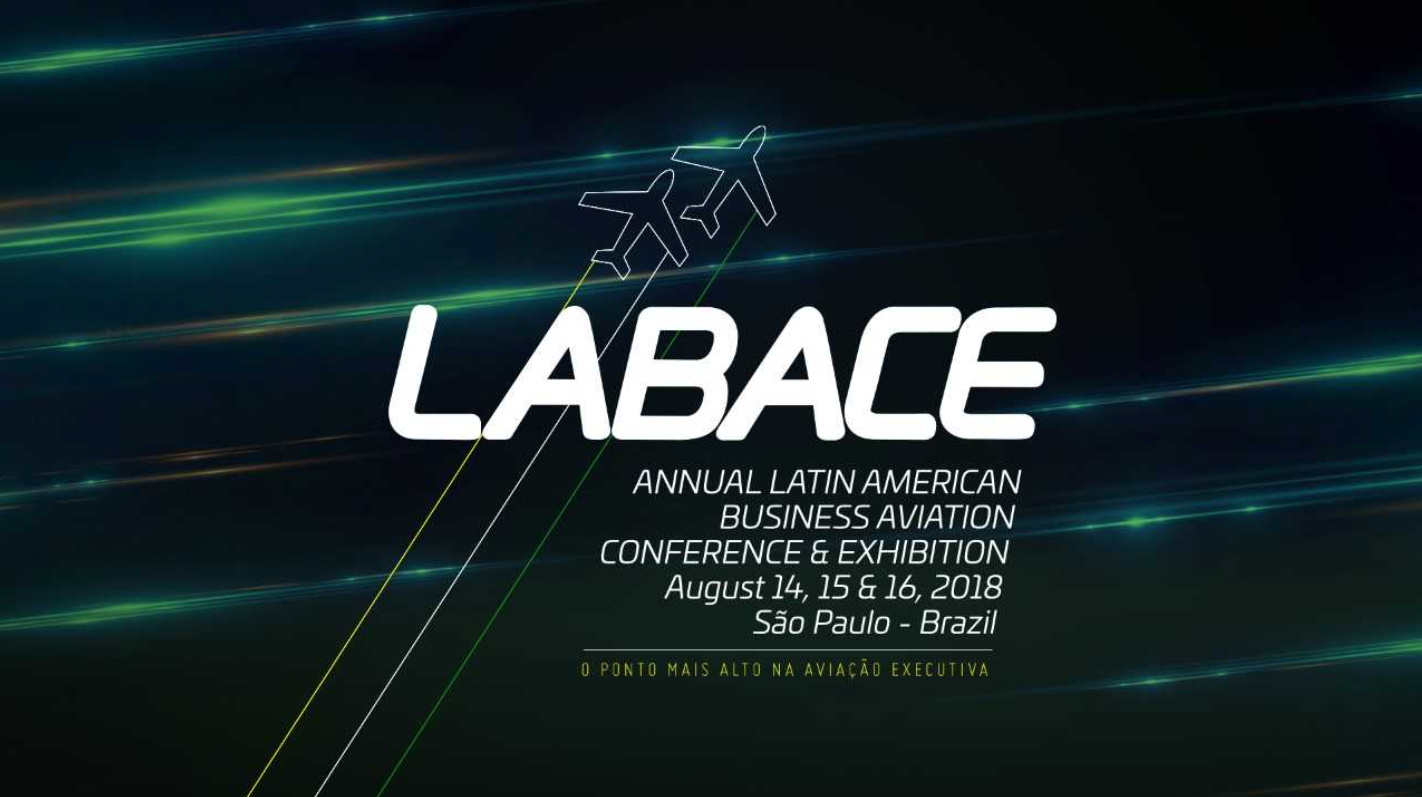 LABACE
ANNUAL LATIN AMERICAN
BUSINESS AVIATION
CONFERENCE & EXHIBITION
August 14, 15 & 16, 2018
São Paulo - Brazil
O PONTO MAIS ALTO NA AVIAÇÃO EXECUTIVA